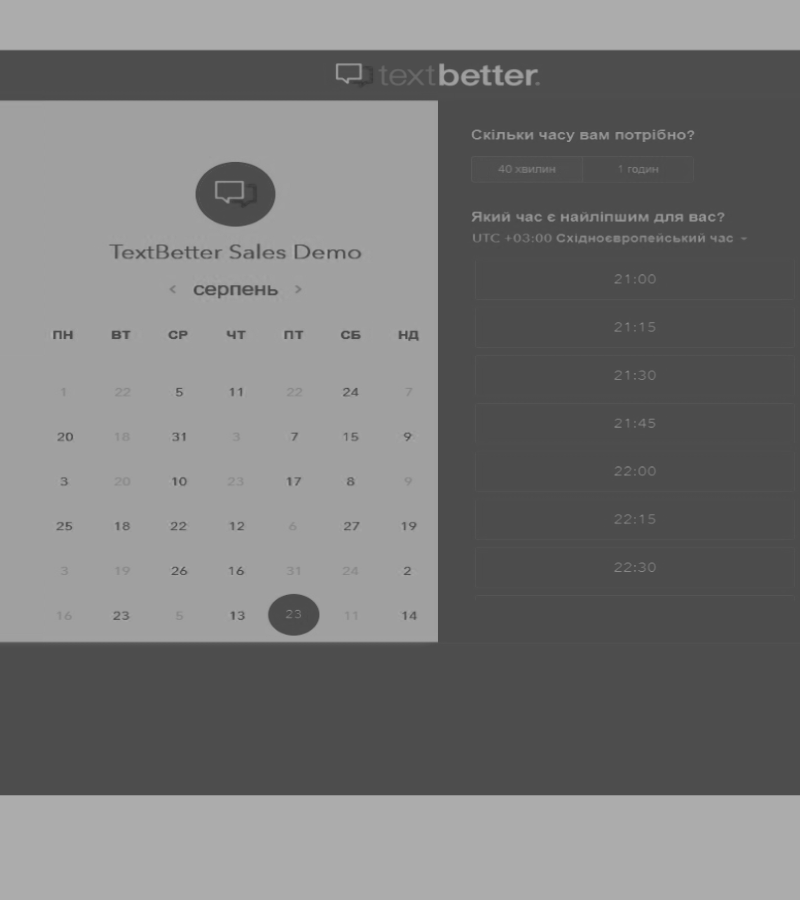 textbetter.
TextBetter Sales Demo
< серпень >
ПН ВТ СР ЧТ ПТ СБ НД
1 22 5 11 22 24 7
20 18 31 3 7 15 9
3 20 10 23 17 8 9
25 18 22 12 6 27 19
3 19 26 16 31 24 2
16 23 5 13 23 11 14
Скільки часу вам потрібно?
40 хвилин 1 годин
Який час є найліпшим для вас?
UTC +03:00 Східноєвропейський час
21:00
21:15
21:30
21:45
22:00
22:15
22:30